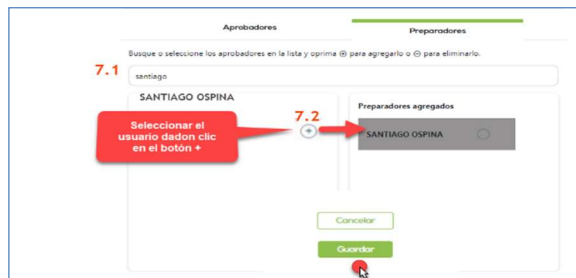 Aprobadores
Preparadores
Busque o seleccione los aprobadores en la lista y oprima ⊕ para agregarlo o ⊖ para eliminarlo.
7.1
santiago
SANTIAGO OSPINA
7.2
Preparadores agregados
Seleccionar el
usuario dadon clic
en el botón +
SANTIAGO OSPINA
Cancelar
Guardar